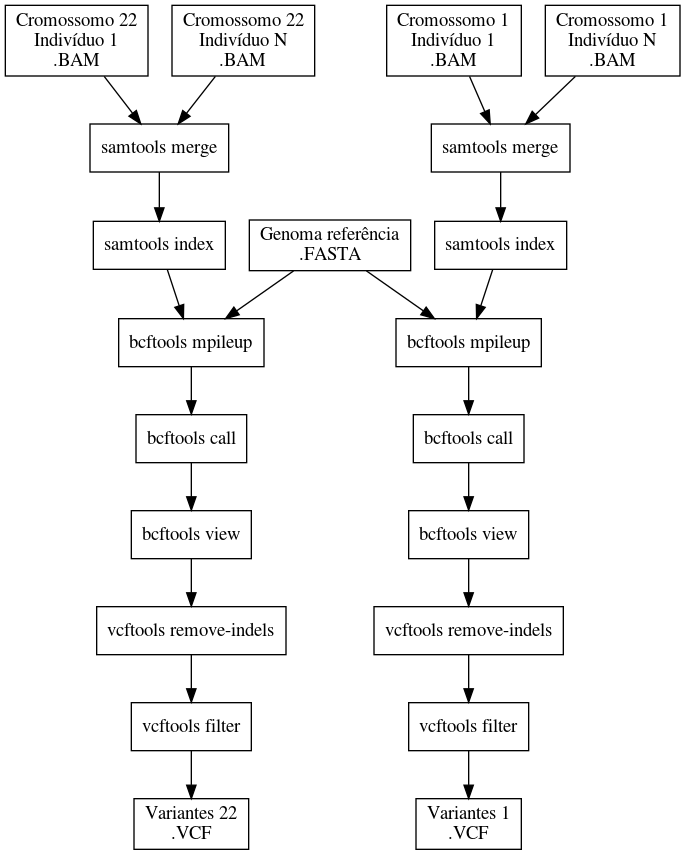 Cromossomo 22
Indivíduo 1
.BAM
Cromossomo 22
Indivíduo N
.BAM
Cromossomo 1
Indivíduo 1
.BAM
Cromossomo 1
Indivíduo N
.BAM
samtools merge
samtools merge
samtools index
Genoma referência
.FASTA
samtools index
bcftools mpileup
bcftools mpileup
bcftools call
bcftools call
bcftools view
bcftools view
vcftools remove-indels
vcftools remove-indels
vcftools filter
vcftools filter
Variantes 22
.VCF
Variantes 1
.VCF